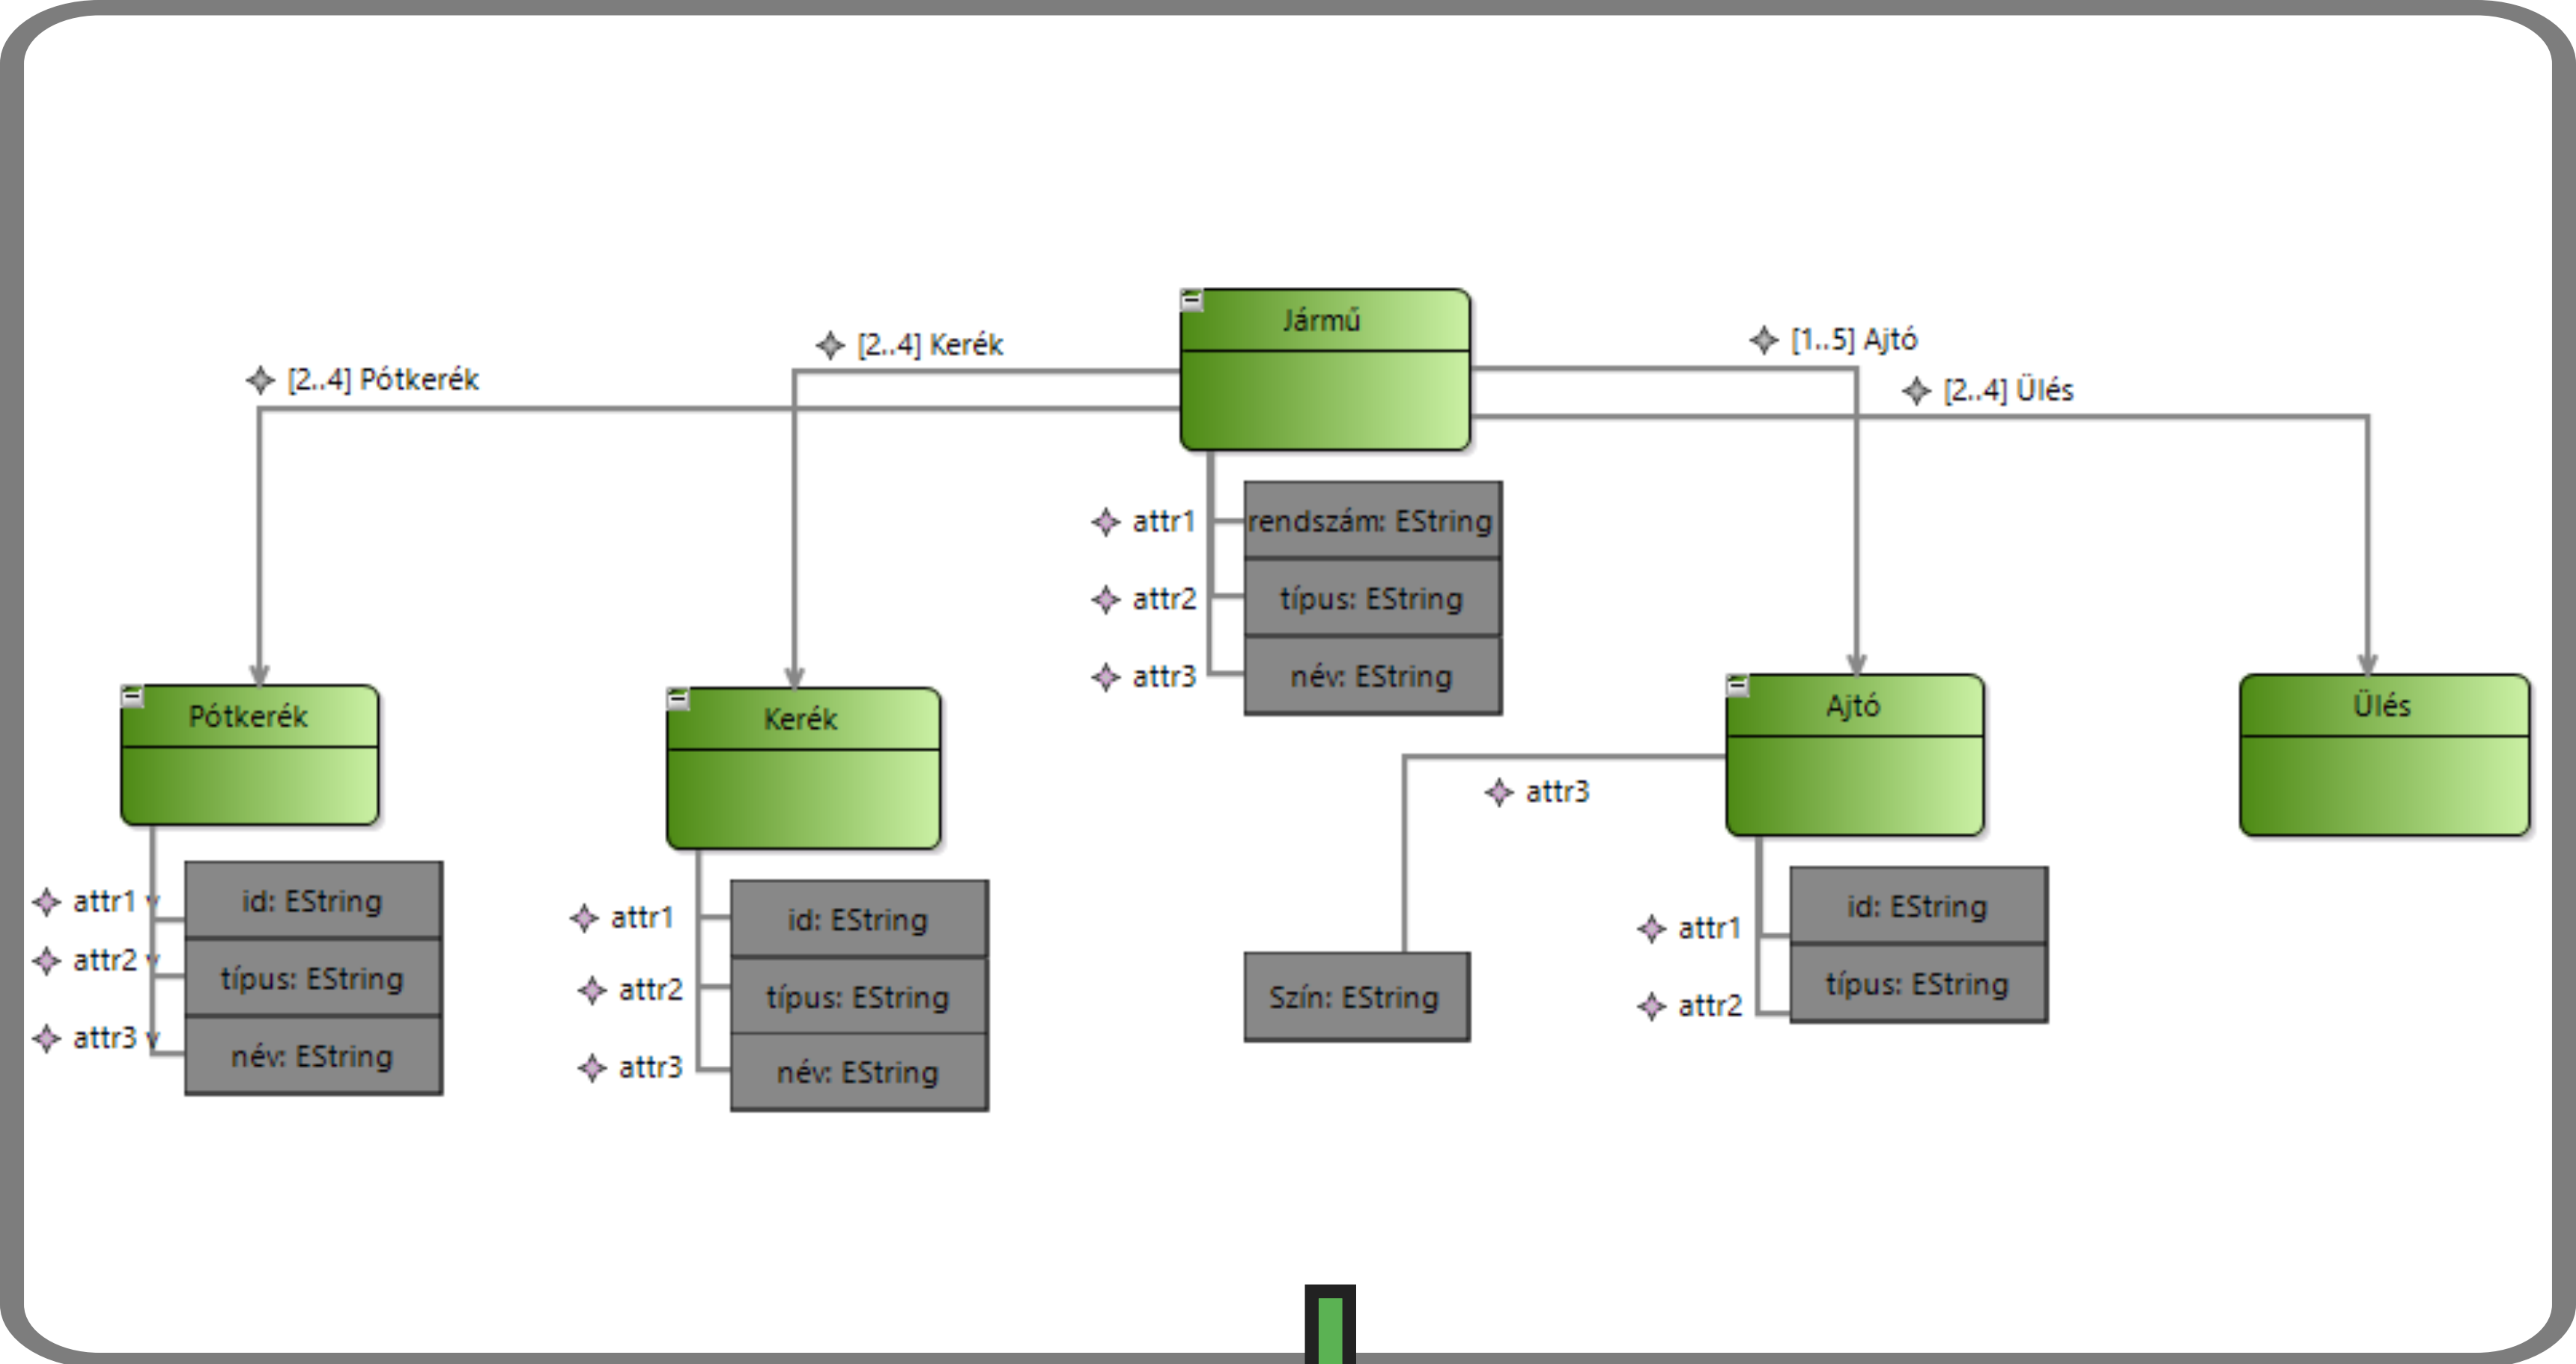 Jármű
[2..4] Kerék
[1..5] Ajtó
[2..4] Pótkerék
[2..4] Ülés
attr1 rendszám: EString
attr2 típus: EString
attr3 név: EString
Pótkerék
attr1 id: EString
attr2 típus: EString
attr3 név: EString
Kerék
attr1 id: EString
attr2 típus: EString
attr3 név: EString
Ajtó
attr3
Szín: EString
attr1 id: EString
attr2 típus: EString
Ülés